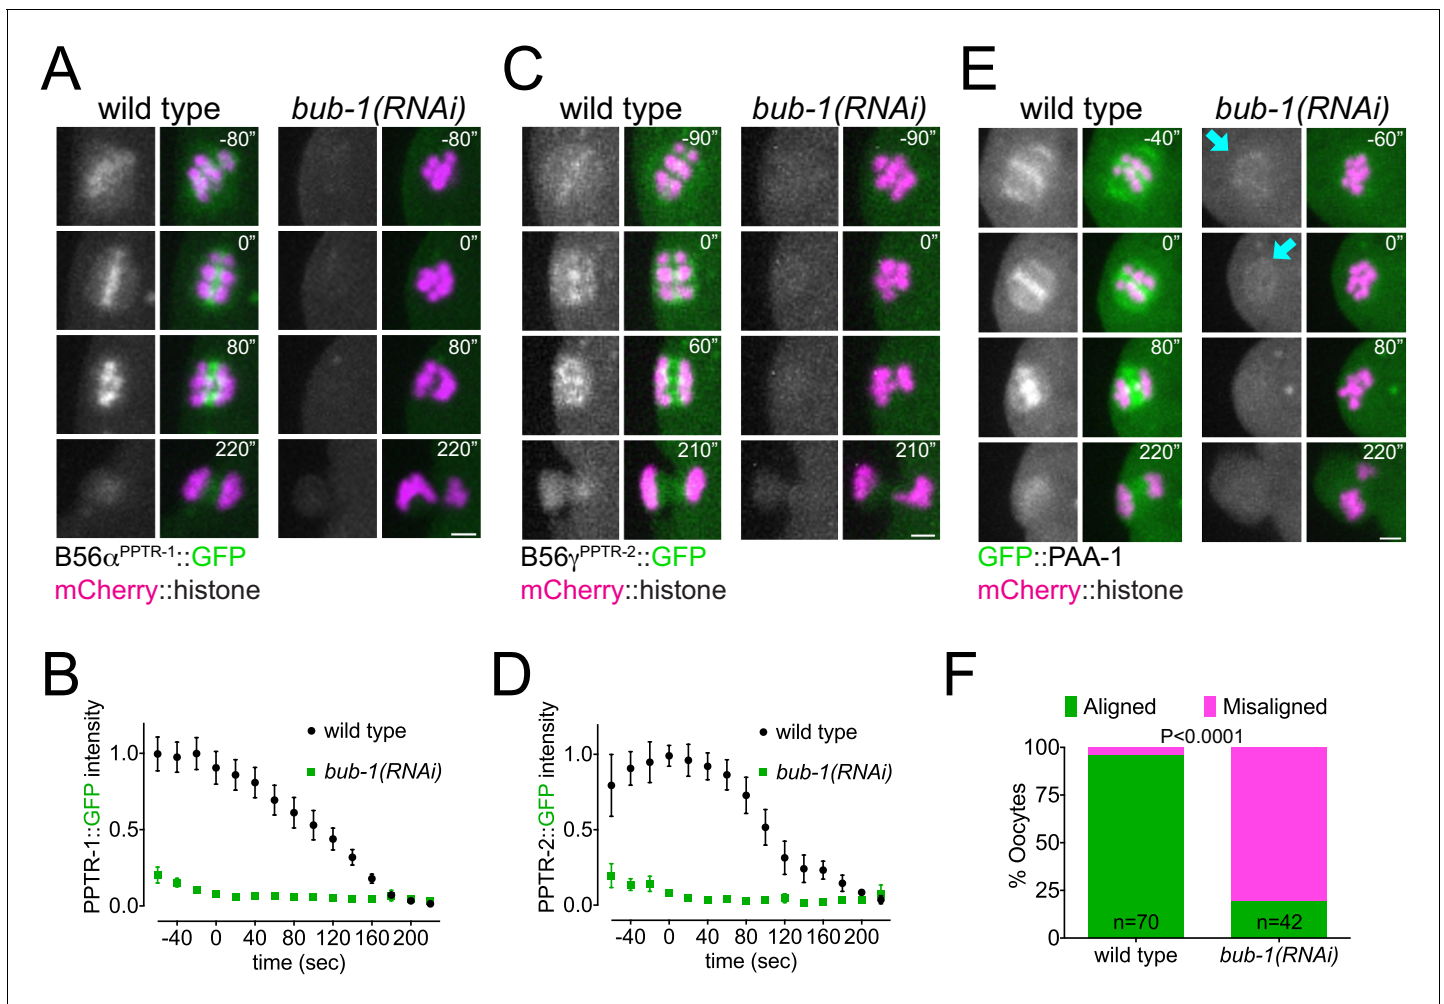 A
wild type
bub-1(RNAi)
-80”
-80”
0”
0”
80”
80”
220”
220”
B56αPPTR-1::GFP
mCherry::histone
C
wild type
bub-1(RNAi)
-90”
-90”
0”
0”
60”
80”
210”
210”
B56γPPTR-2::GFP
mCherry::histone
E
wild type
bub-1(RNAi)
-40”
-60”
0”
0”
80”
80”
220”
220”
GFP::PAA-1
mCherry::histone
B
PPTR-1::GFP intensity
1.0
0.5
0.0
wild type
bub-1(RNAi)
-40 0 40 80 120 160 200
time (sec)
D
PPTR-2::GFP intensity
1.0
0.5
0.0
wild type
bub-1(RNAi)
-40 0 40 80 120 160 200
time (sec)
F
Aligned
Misaligned
P<0.0001
% Oocytes
100
75
50
25
0
n=70
n=42
wild type
bub-1(RNAi)